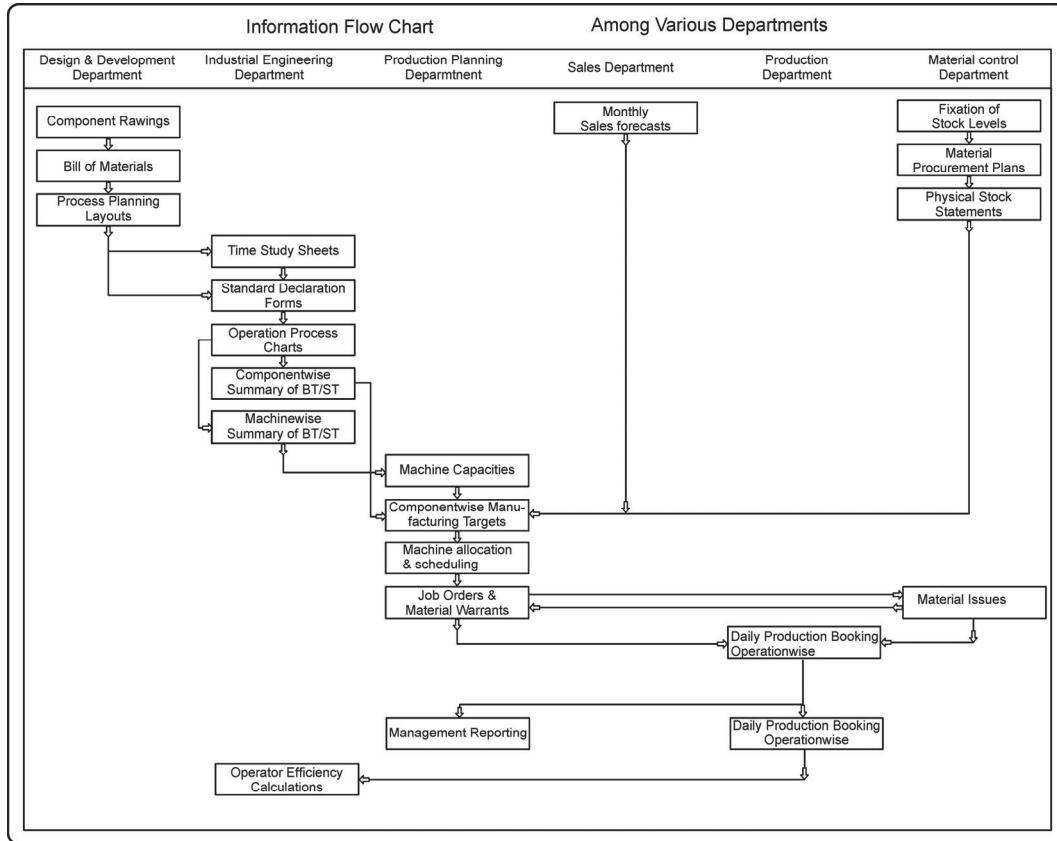 Information Flow Chart
Among Various Departments
Design & Development
Department
Industrial Engineering
Department
Production Planning
Deparmtnent
Sales Department
Production
Department
Material control
Department
Component Rawings
Bill of Materials
Process Planning
Layouts
Time Study Sheets
Standard Declaration
Forms
Operation Process
Charts
Componentwise
Summary of BT/ST
Machinewise
Summary of BT/ST
Machine Capacities
Componentwise Manu-
facturing Targets
Machine allocation
& scheduling
Job Orders &
Material Warrants
Monthly
Sales forecasts
Fixation of
Stock Levels
Material
Procurement Plans
Physical Stock
Statements
Material Issues
Daily Production Booking
Operationwise
Management Reporting
Daily Production Booking
Operationwise
Operator Efficiency
Calculations